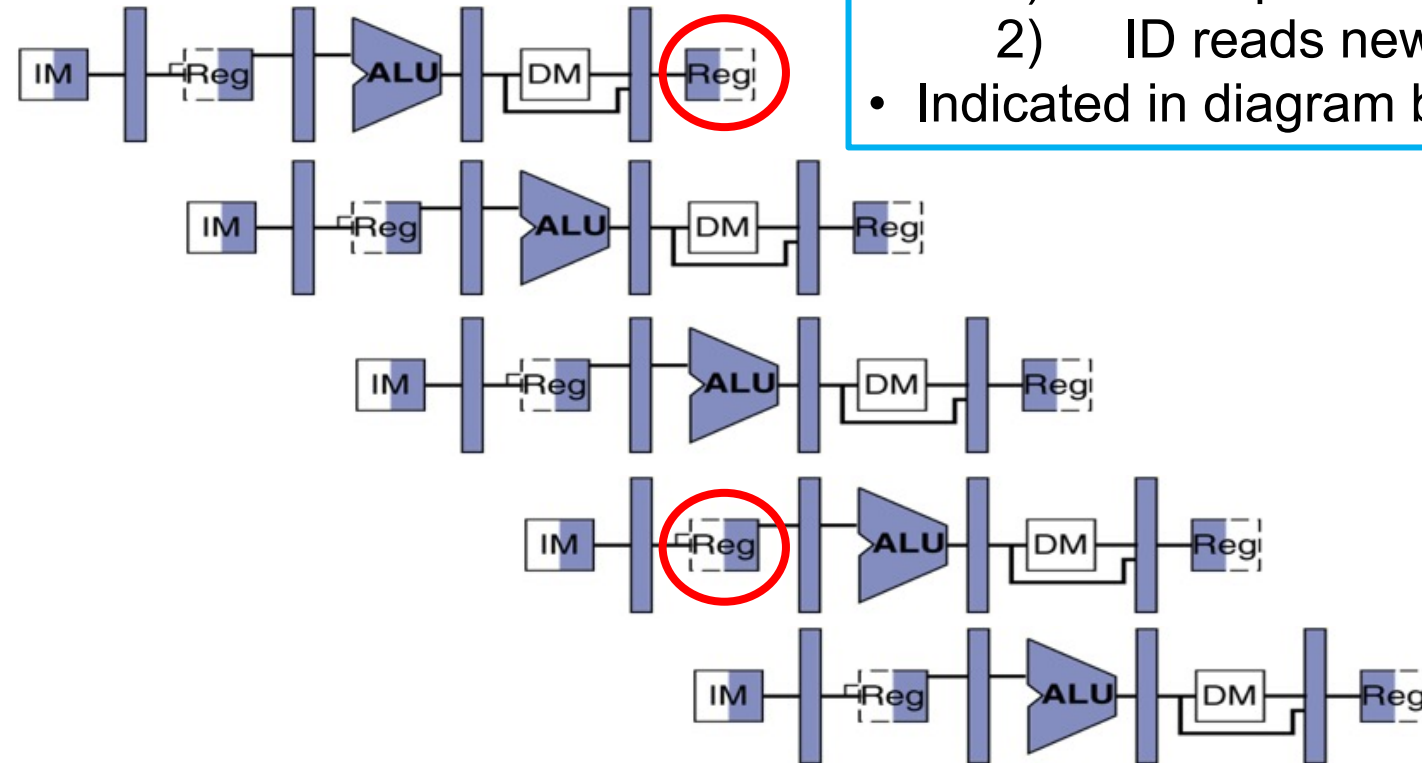 2) ID reads new
• Indicated in diagram b
IM Reg ALU DM Reg
IM Reg ALU DM Reg
IM Reg ALU DM Reg
IM Reg ALU DM Reg
IM Reg ALU DM Reg